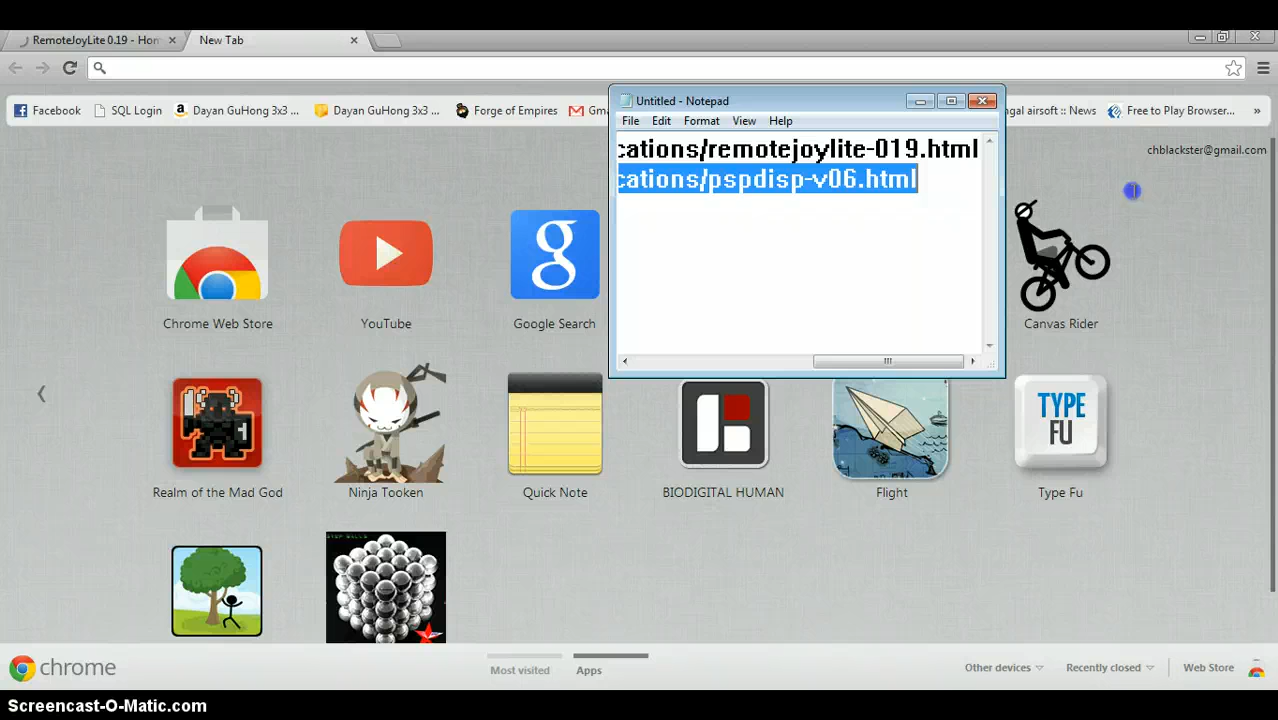 RemoteJoyLite 0.19 - Hom
New Tab
Facebook
SQL Login
Dayan GuHong 3x3 ...
Dayan GuHong 3x3 ...
Forge of Empires
Gma
ngal airsoft :: News
Free to Play Browser...
»
chblackster@gmail.com
Untitled - Notepad
File Edit Format View Help
cations/remotejoylite-019.html
cations/pspdisp-v06.html
Chrome Web Store
YouTube
Google Search
Canvas Rider
TYPE
FU
Realm of the Mad God
Ninja Tooken
Quick Note
BIODIGITAL HUMAN
Flight
Type Fu
chrome
Most visited
Apps
Other devices
Recently closed
Web Store
Screencast-O-Matic.com